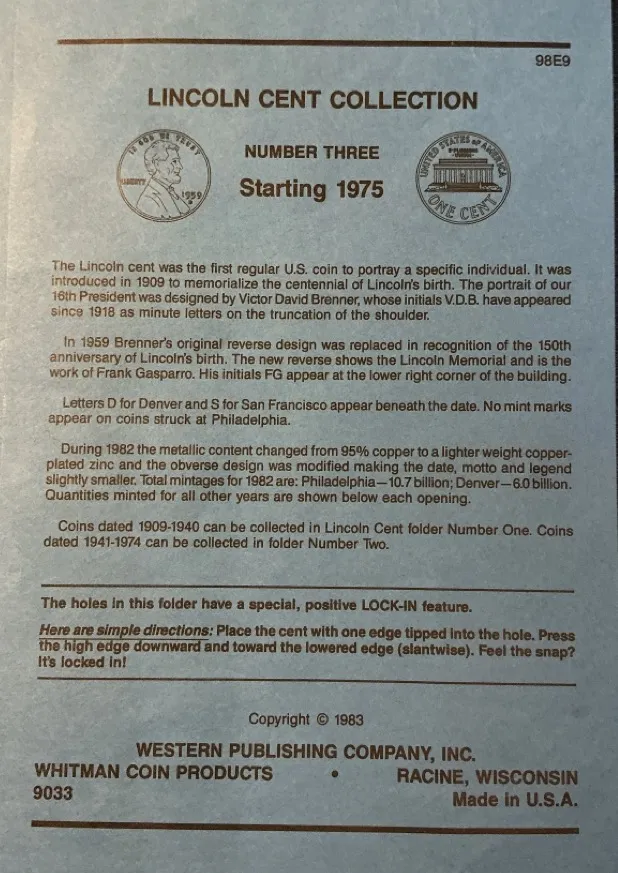 98E9
LINCOLN CENT COLLECTION
IN GOD WE TRUST
LIBERTY
1959
NUMBER THREE
Starting 1975
UNITED STATES of AMERICA
ONE CENT
The Lincoln cent was the first regular U.S. coin to portray a specific individual. It was
introduced in 1909 to memorialize the centennial of Lincoln's birth. The portrait of our
16th President was designed by Victor David Brenner, whose initials V.D.B. have appeared
since 1918 as minute letters on the truncation of the shoulder.
In 1959 Brenner's original reverse design was replaced in recognition of the 150th
anniversary of Lincoln's birth. The new reverse shows the Lincoln Memorial and is the
work of Frank Gasparro. His initials FG appear at the lower right corner of the building.
Letters D for Denver and S for San Francisco appear beneath the date. No mint marks
appear on coins struck at Philadelphia.
During 1982 the metallic content changed from 95% copper to a lighter weight copper-
plated zinc and the obverse design was modified making the date, motto and legend
slightly smaller. Total mintages for 1982 are: Philadelphia—10.7 billion; Denver—6.0 billion.
Quantities minted for all other years are shown below each opening.
Coins dated 1909-1940 can be collected in Lincoln Cent folder Number One. Coins
dated 1941-1974 can be collected in folder Number Two.
The holes in this folder have a special, positive LOCK-IN feature.
Here are simple directions: Place the cent with one edge tipped into the hole. Press
the high edge downward and toward the lowered edge (slantwise). Feel the snap?
It's locked in!
Copyright © 1983
WESTERN PUBLISHING COMPANY, INC.
WHITMAN COIN PRODUCTS • RACINE, WISCONSIN
9033 Made in U.S.A.